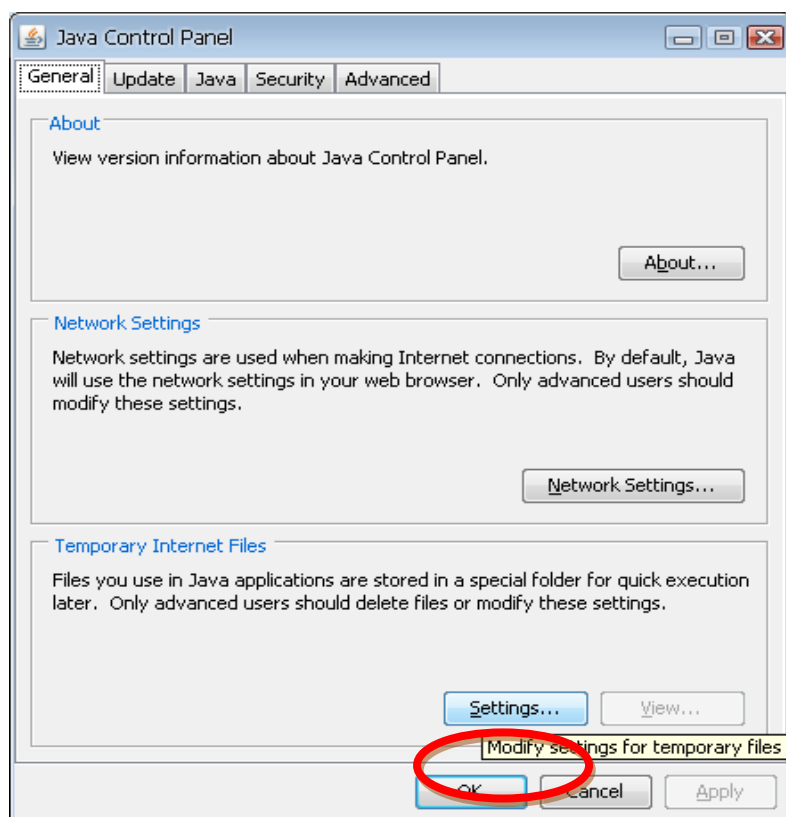 Java Control Panel
General Update Java Security Advanced
About
View version information about Java Control Panel.
About...
Network Settings
Network settings are used when making Internet connections.  By default, Java
will use the network settings in your web browser.  Only advanced users should
modify these settings.
Network Settings...
Temporary Internet Files
Files you use in Java applications are stored in a special folder for quick execution
later.  Only advanced users should delete files or modify these settings.
Settings... View...
Modify settings for temporary files
OK Cancel Apply